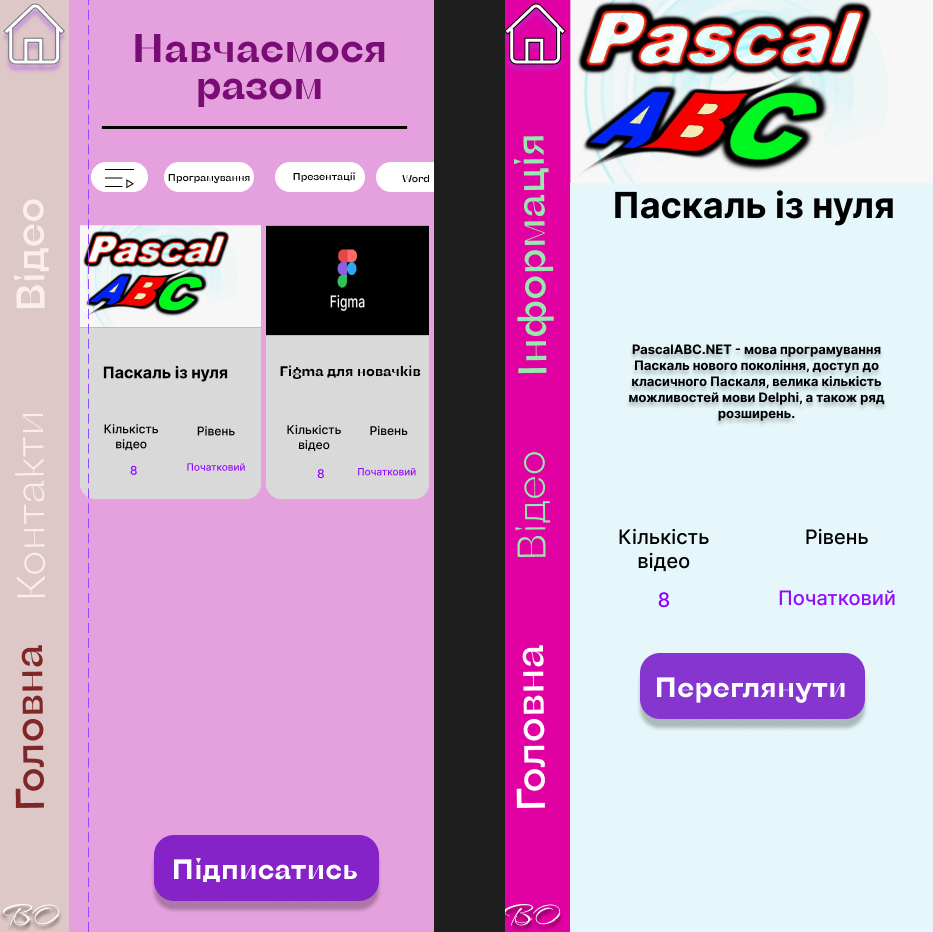 Навчаємося
разом
Програмування
Презентації
Word
Відео
Контакти
Головна
BO
Pascal
ABC
Паскаль із нуля
Кількість
відео
8
Рівень
Початковий
Figma
Figma для новачків
Кількість
відео
8
Рівень
Початковий
Підписатись
Інформація
Відео
Головна
BO
Pascal
ABC
Паскаль із нуля
PascalABC.NET - мова програмування
Паскаль нового покоління, доступ до
класичного Паскаля, велика кількість
можливостей мови Delphi, а також ряд
розширень.
Кількість
відео
8
Рівень
Початковий
Переглянути